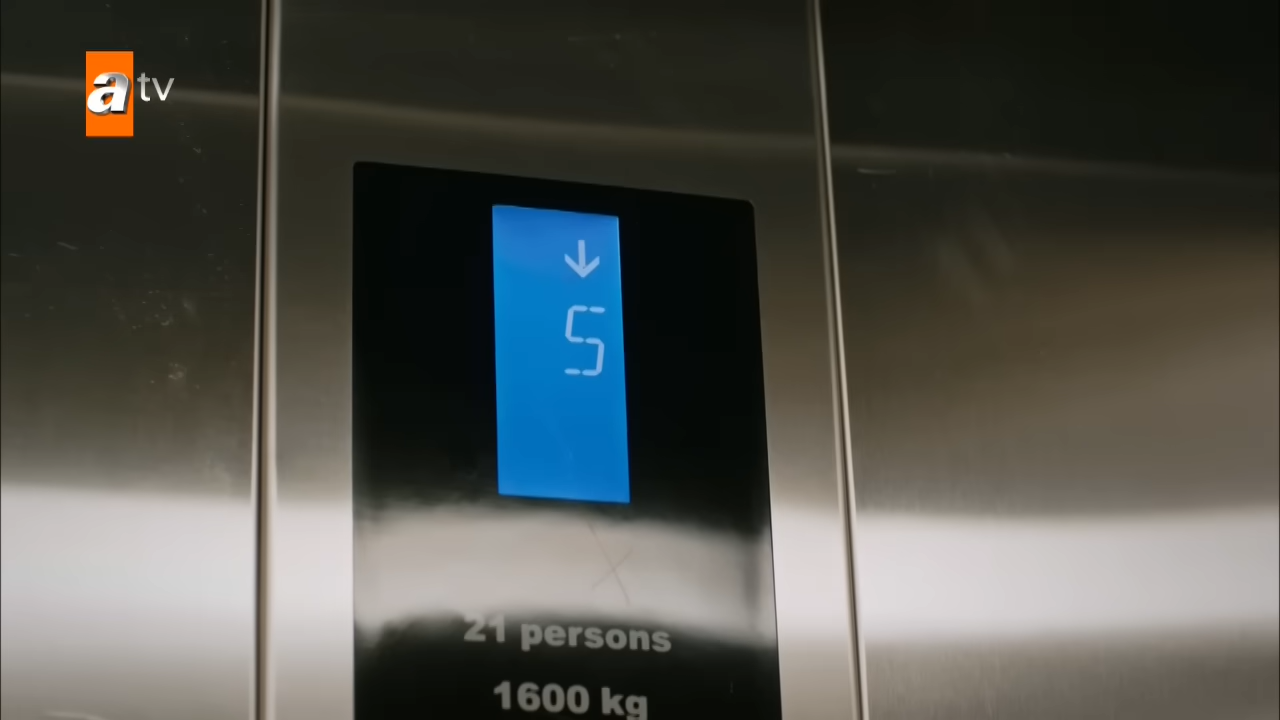 atv
↓
5
21 persons
1600 kg